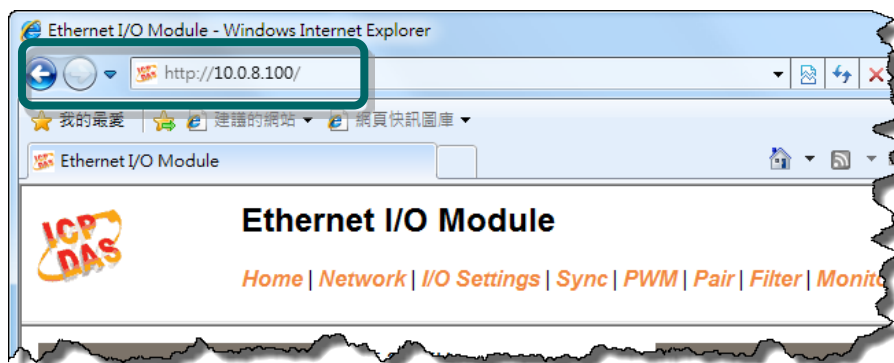 Ethernet I/O Module - Windows Internet Explorer
http://10.0.8.100/
我的最愛 建議的網站 網頁快訊圖庫
Ethernet I/O Module
ICP DAS
Ethernet I/O Module
Home | Network | I/O Settings | Sync | PWM | Pair | Filter | Monito